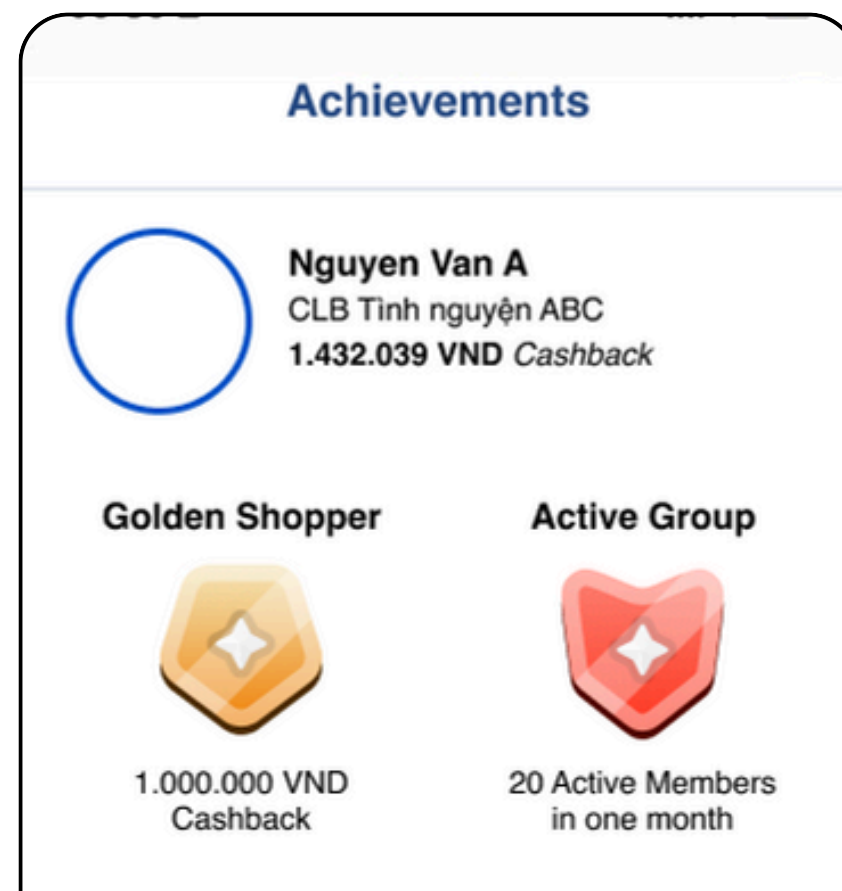 Achievements
Nguyen Van A
CLB Tình nguyện ABC
1.432.039 VND Cashback
Golden Shopper
Active Group
1.000.000 VND
Cashback
20 Active Members
in one month